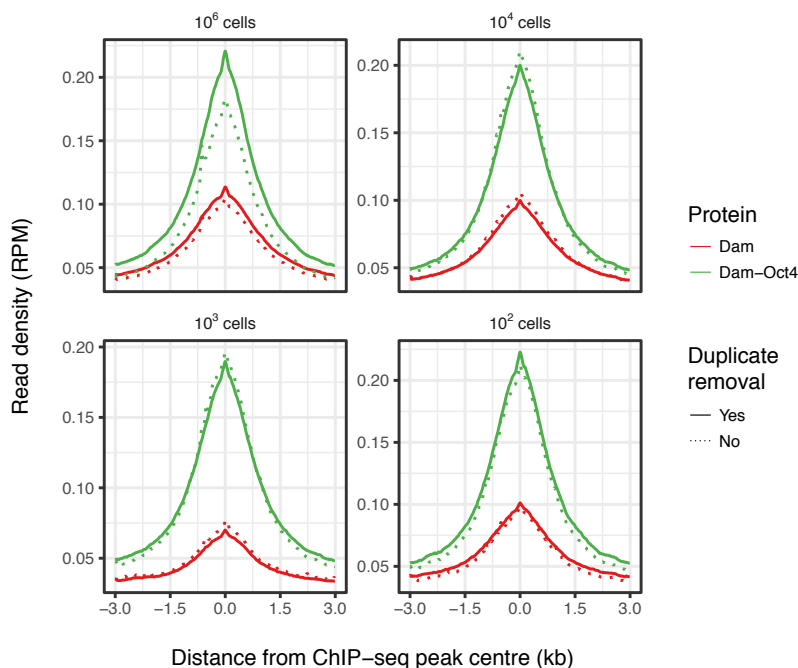 10⁶ cells
10⁴ cells
0.20
0.15
0.10
0.05
0.20
0.15
0.10
0.05
10³ cells
10² cells
0.20
0.15
0.10
0.05
0.20
0.15
0.10
0.05
−3.0 −1.5 0.0 1.5 3.0
−3.0 −1.5 0.0 1.5 3.0
Distance from ChIP−seq peak centre (kb)
Read density (RPM)
Protein
Dam
Dam−Oct4
Duplicate
removal
Yes
No